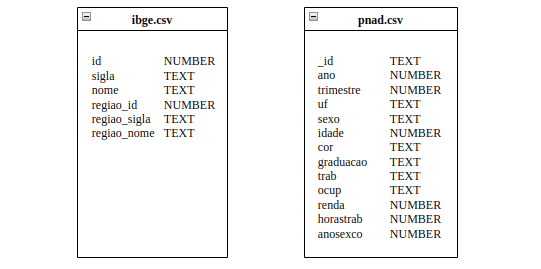 ibge.csv
id NUMBER
sigla TEXT
nome TEXT
regiao_id NUMBER
regiao_sigla TEXT
regiao_nome TEXT
pnad.csv
_id TEXT
ano NUMBER
trimestre NUMBER
uf TEXT
sexo TEXT
idade NUMBER
cor TEXT
graduacao TEXT
trab TEXT
ocup TEXT
renda NUMBER
horastrab NUMBER
anosexco NUMBER